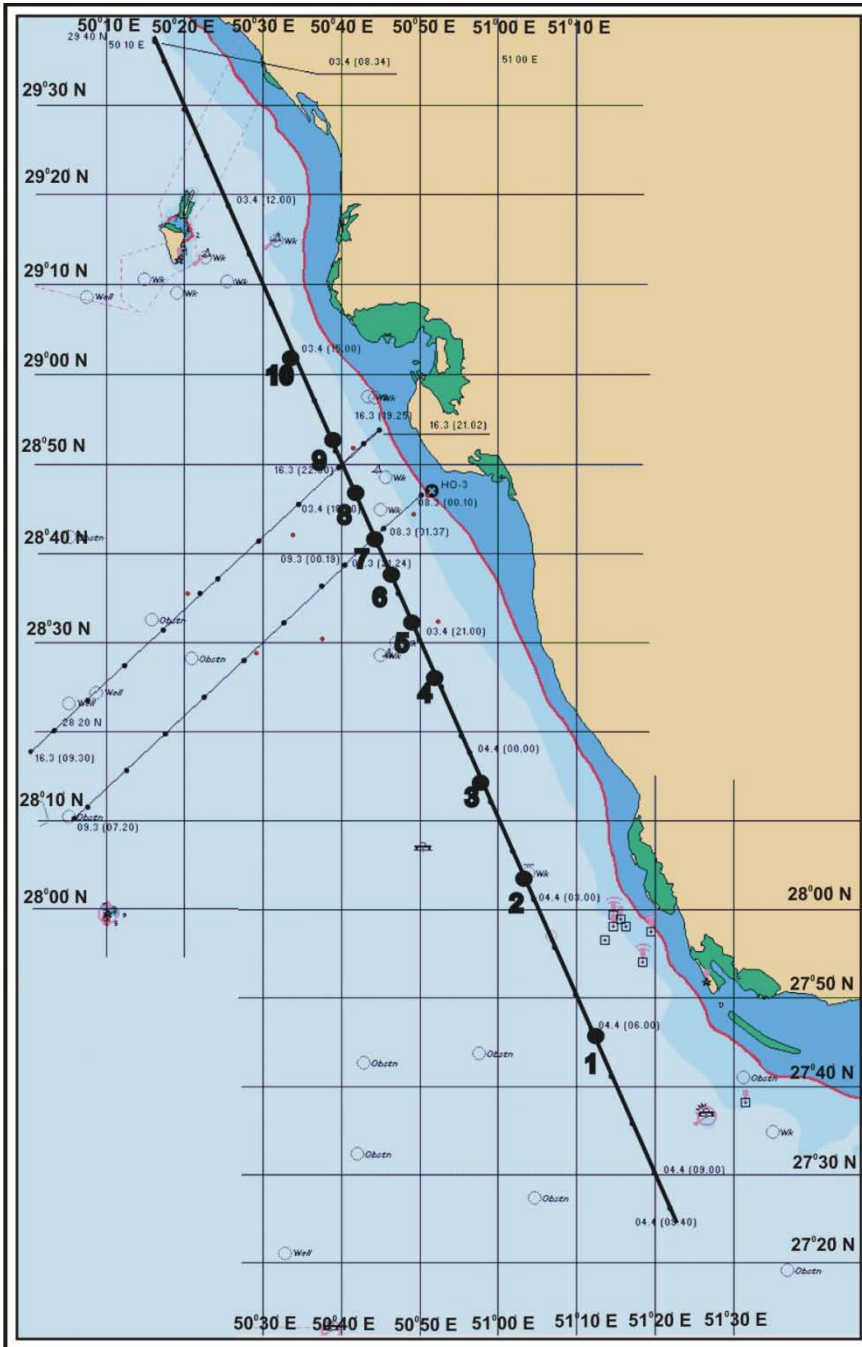 50°10 E 50°20 E 50°30 E 50°40 E 50°50 E 51°00 E 51°10 E
29 40 N
50 10 E
03.4 (08.34)
51 00 E
29°30 N
29°20 N
03.4 (12.00)
Wk
Wk
29°10 N
Wk
Wk
Well
Wk
29°00 N
03.4 (15.00)
10
Wk
16.3 (19.25)
16.3 (21.02)
28°50 N
9
Wk
HO-3
08.3 (00.10)
8
Wk
28°40 N
Obstn
08.3 (01.37)
7
09.3 (00.19)
6
Obstn
28°30 N
03.4 (21.00)
5
Wk
Obstn
Wk
4
Well
Well
28 20 N
04.4 (00.00)
16.3 (09.30)
3
28°10 N
Obstn
09.3 (07.20)
Wk
2
04.4 (03.00)
28°00 N
28°00 N
27°50 N
04.4 (06.00)
1
Obstn
Obstn
27°40 N
Obstn
Wk
Obstn
04.4 (09.00)
27°30 N
Obstn
04.4 (09.40)
27°20 N
Well
Obstn
50°30 E 50°40 E 50°50 E 51°00 E 51°10 E 51°20 E 51°30 E